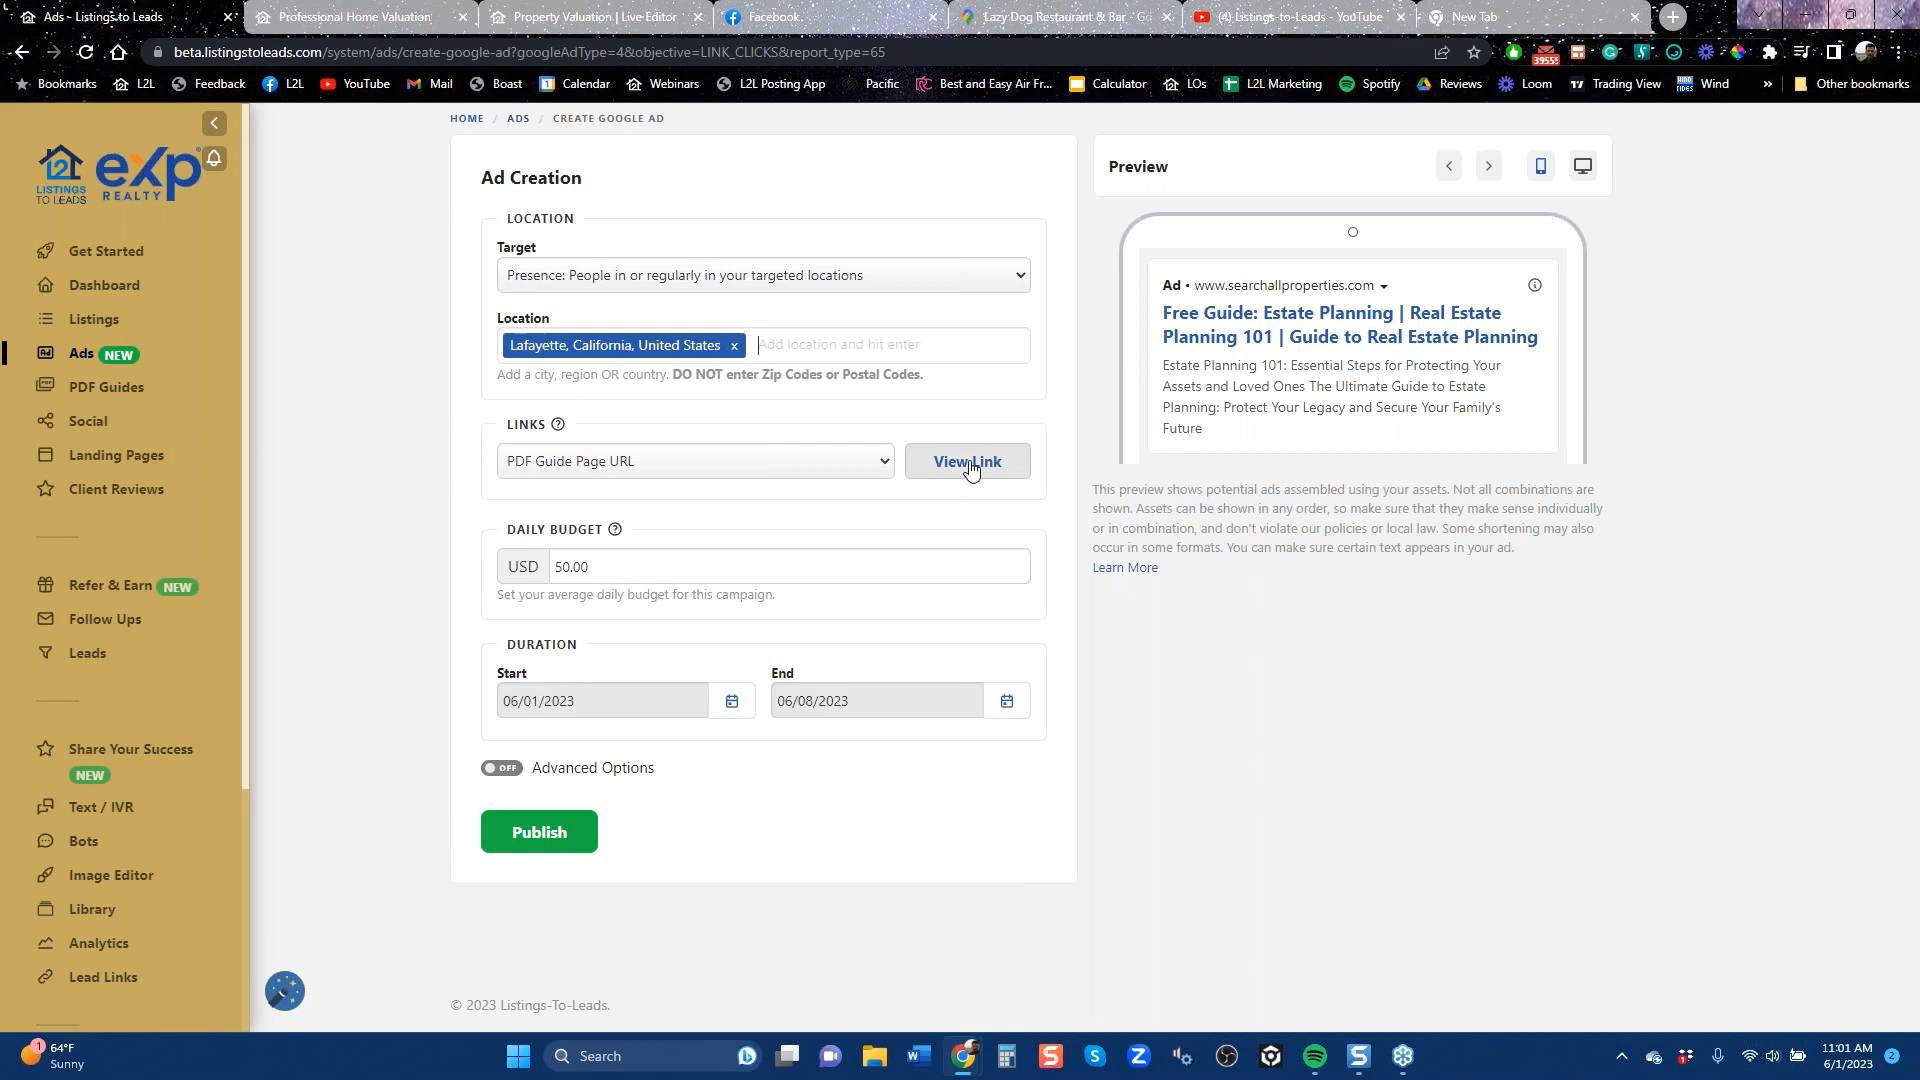 Ads - Listings to Leads
Professional Home Valuation
Property Valuation | Live Editor
Facebook
Lazy Dog Restaurant & Bar - Go
(4) Listings-to-Leads - YouTube
New Tab
beta.listingstoleads.com/system/ads/create-google-ad?googleAdType=4&objective=LINK_CLICKS&report_type=65
39555
Bookmarks
L2L
Feedback
L2L
YouTube
Mail
Boast
Calendar
Webinars
L2L Posting App
Pacific
Best and Easy Air Fr...
Calculator
LOs
L2L Marketing
Spotify
Reviews
Loom
Trading View
Wind
»
Other bookmarks
L2L
LISTINGS
TO LEADS
eXp
REALTY
Get Started
Dashboard
Listings
Ads NEW
PDF Guides
Social
Landing Pages
Client Reviews
Refer & Earn NEW
Follow Ups
Leads
Share Your Success
NEW
Text / IVR
Bots
Image Editor
Library
Analytics
Lead Links
HOME / ADS / CREATE GOOGLE AD
Ad Creation
LOCATION
Target
Presence: People in or regularly in your targeted locations
Location
Lafayette, California, United States x
Add location and hit enter
Add a city, region OR country. DO NOT enter Zip Codes or Postal Codes.
LINKS
PDF Guide Page URL
View Link
DAILY BUDGET
USD 50.00
Set your average daily budget for this campaign.
DURATION
Start
End
06/01/2023
06/08/2023
OFF Advanced Options
Publish
© 2023 Listings-To-Leads.
Preview
Ad • www.searchallproperties.com
Free Guide: Estate Planning | Real Estate
Planning 101 | Guide to Real Estate Planning
Estate Planning 101: Essential Steps for Protecting Your
Assets and Loved Ones The Ultimate Guide to Estate
Planning: Protect Your Legacy and Secure Your Family's
Future
This preview shows potential ads assembled using your assets. Not all combinations are
shown. Assets can be shown in any order, so make sure that they make sense individually
or in combination, and don't violate our policies or local law. Some shortening may also
occur in some formats. You can make sure certain text appears in your ad.
Learn More
1
64°F
Sunny
Search
11:01 AM
6/1/2023
2